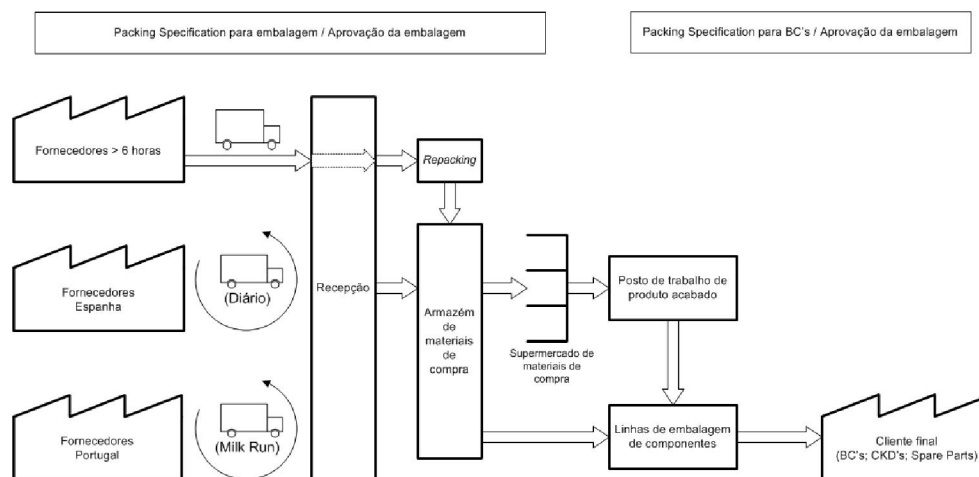 Packing Specification para embalagem / Aprovação da embalagem
Packing Specification para BC's / Aprovação da embalagem
Fornecedores > 6 horas
Repacking
Fornecedores
Espanha
(Diário)
Recepção
Armazém
de
materiais
de
compra
Supermercado de
materiais de
compra
Posto de trabalho de
produto acabado
Fornecedores
Portugal
(Milk Run)
Linhas de embalagem
de componentes
Cliente final
(BC's; CKD's; Spare Parts)